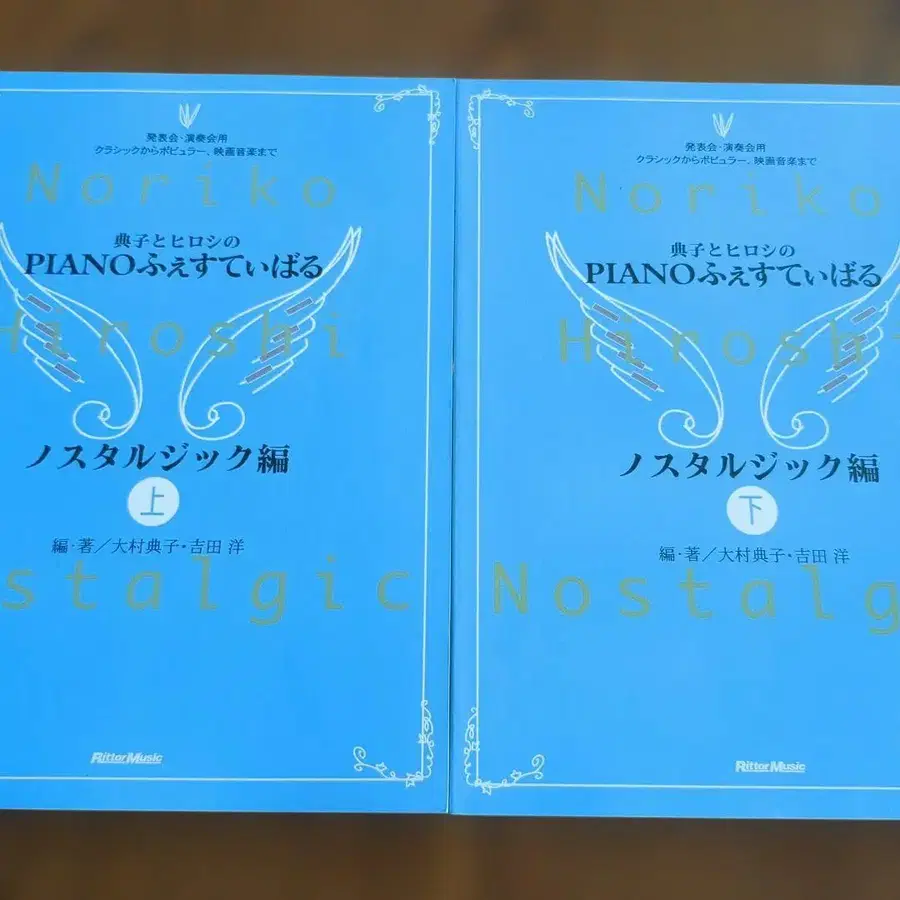 発表会・演奏会用
クラシックからポピュラー、映画音楽まで
Noriko
典子とヒロシの
PIANOふぇすてぃばる
Hiroshi
ノスタルジック編
上
編・著／大村典子・吉田 洋
stalgic
RittorMusic
発表会・演奏会用
クラシックからポピュラー、映画音楽まで
Noriko
典子とヒロシの
PIANOふぇすてぃばる
Hiroshi
ノスタルジック編
下
編・著／大村典子・吉田 洋
Nostalg
RittorMusic